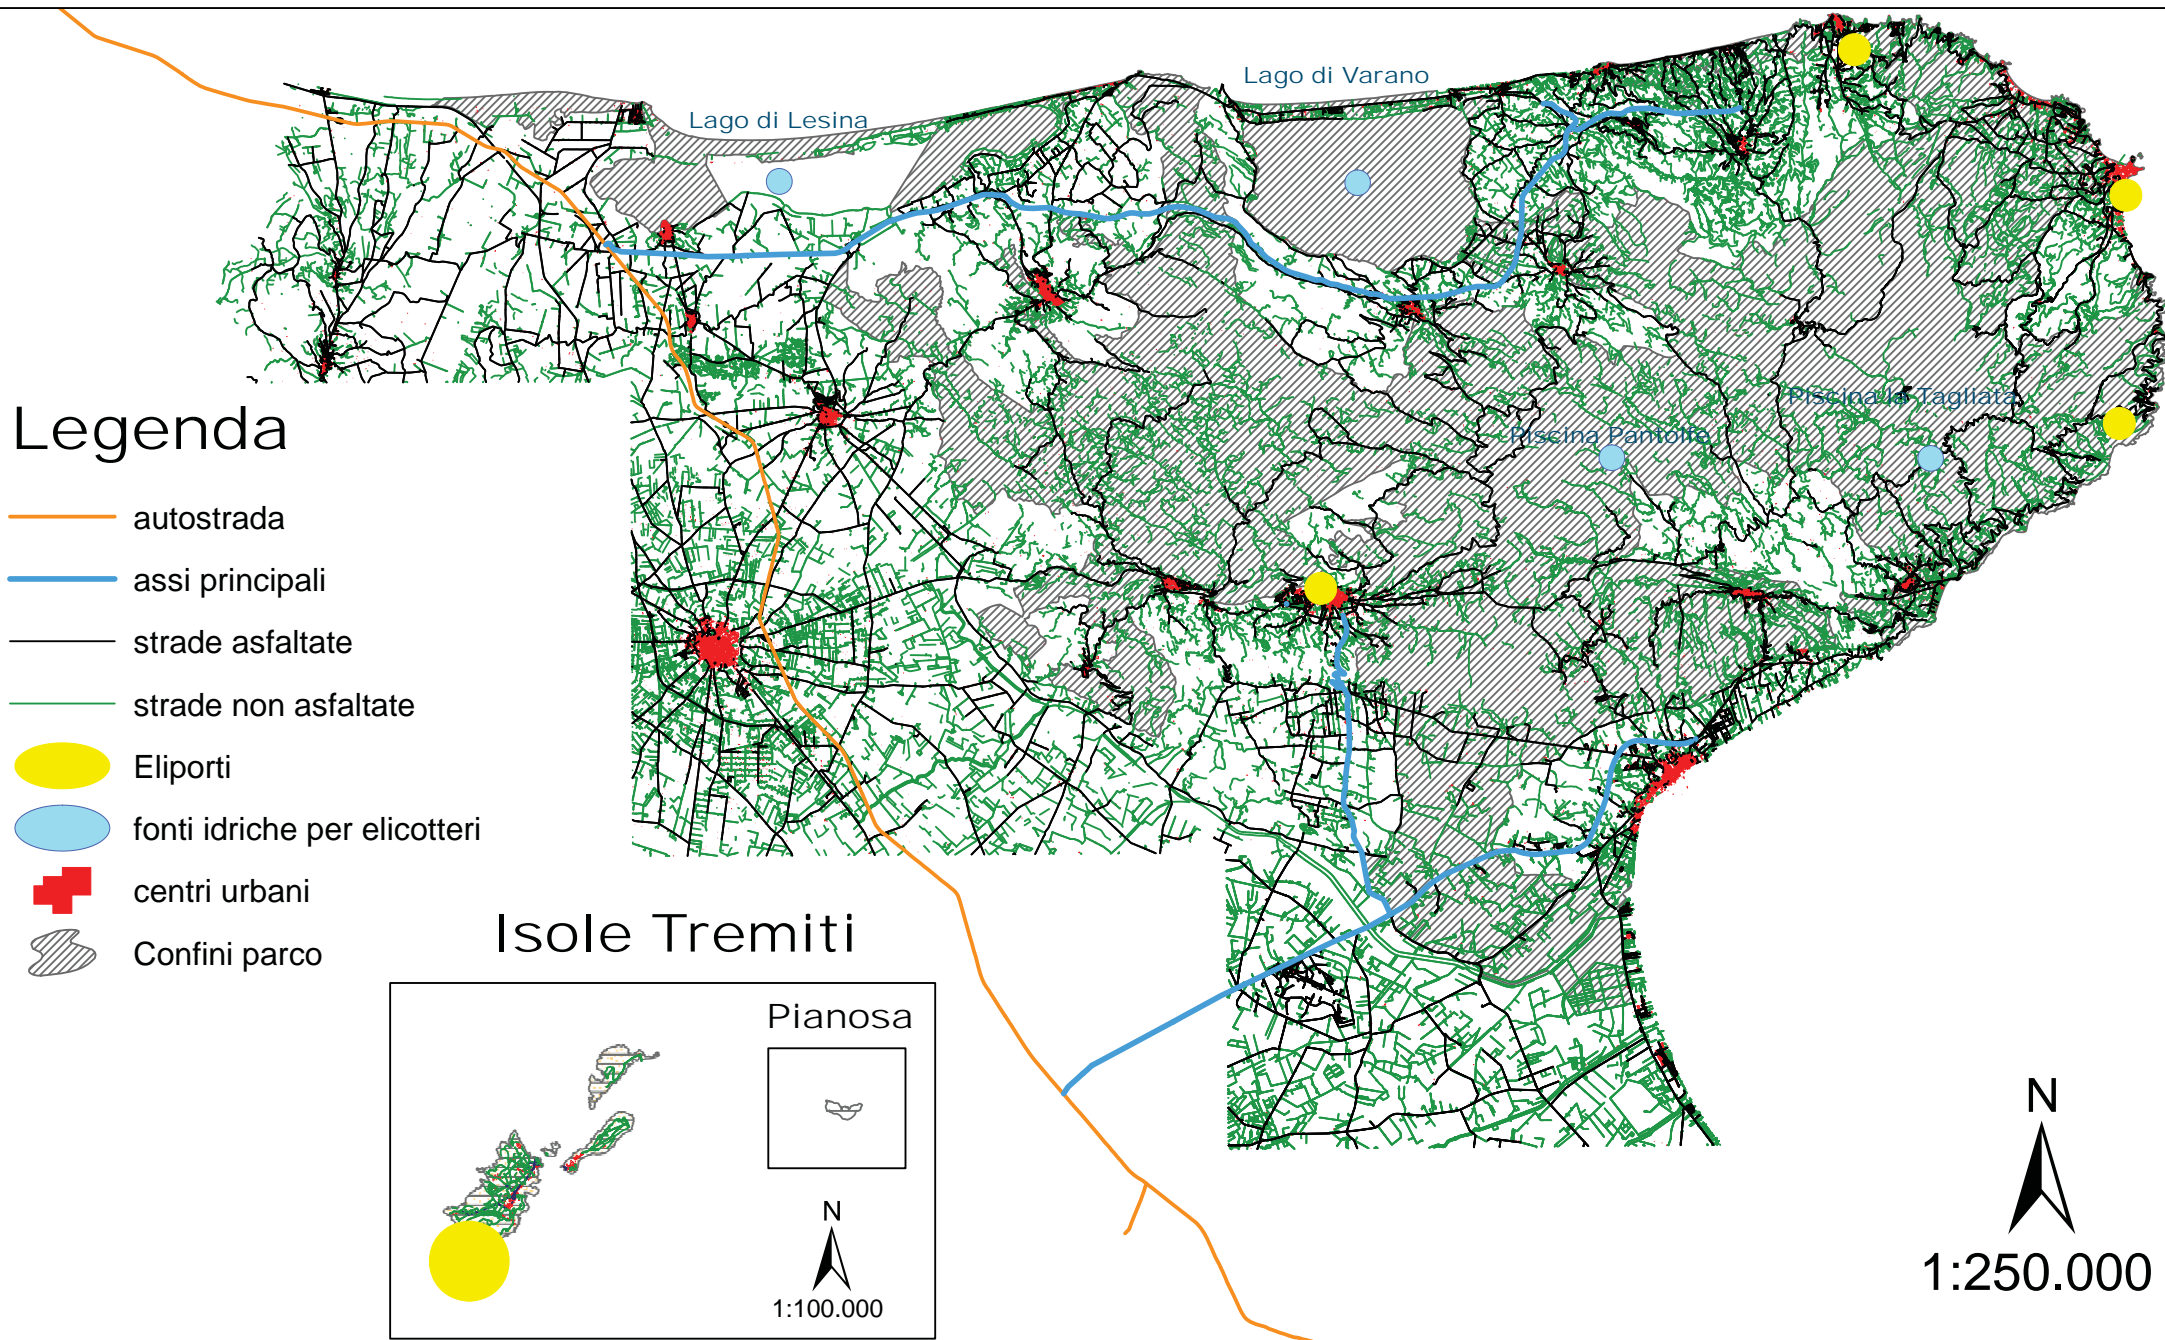 Lago di Varano
Lago di Lesina
Piscina la Tagliata
Piscina Pantolfe
Legenda
autostrada
assi principali
strade asfaltate
strade non asfaltate
Eliporti
fonti idriche per elicotteri
centri urbani
Confini parco
Isole Tremiti
Pianosa
N
1:100.000
N
1:250.000